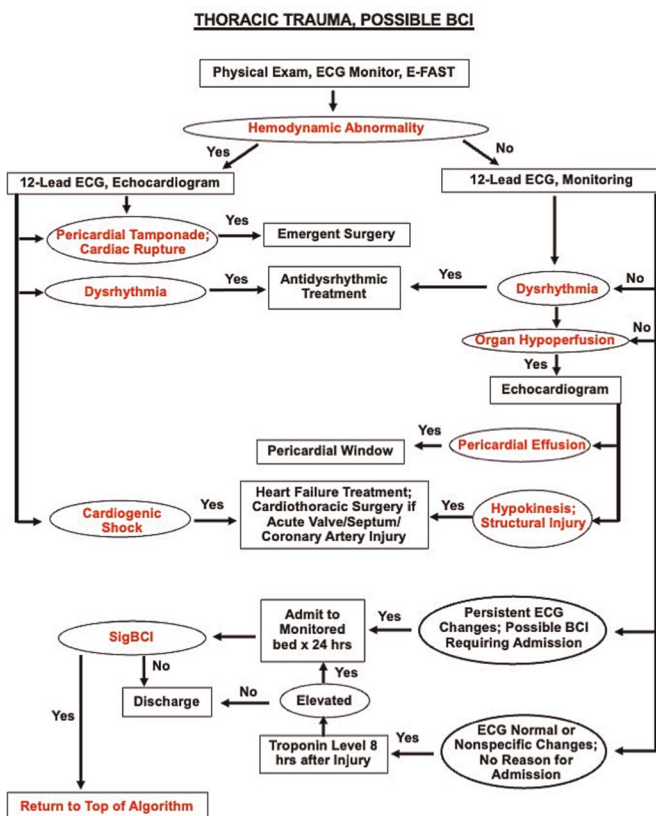 THORACIC TRAUMA, POSSIBLE BCI
Physical Exam, ECG Monitor, E-FAST
Hemodynamic Abnormality
Yes
No
12-Lead ECG, Echocardiogram
12-Lead ECG, Monitoring
Pericardial Tamponade;
Cardiac Rupture
Yes
Emergent Surgery
Dysrhythmia
Yes
Antidysrhythmic
Treatment
Yes
Dysrhythmia
No
Organ Hypoperfusion
No
Yes
Echocardiogram
Pericardial Window
Yes
Pericardial Effusion
Cardiogenic
Shock
Yes
Heart Failure Treatment;
Cardiothoracic Surgery if
Acute Valve/Septum/
Coronary Artery Injury
Yes
Hypokinesis;
Structural Injury
SigBCI
Admit to
Monitored
bed x 24 hrs
Yes
Persistent ECG
Changes; Possible BCI
Requiring Admission
No
Yes
Discharge
No
Elevated
Yes
Troponin Level 8
hrs after Injury
Yes
ECG Normal or
Nonspecific Changes;
No Reason for
Admission
Return to Top of Algorithm